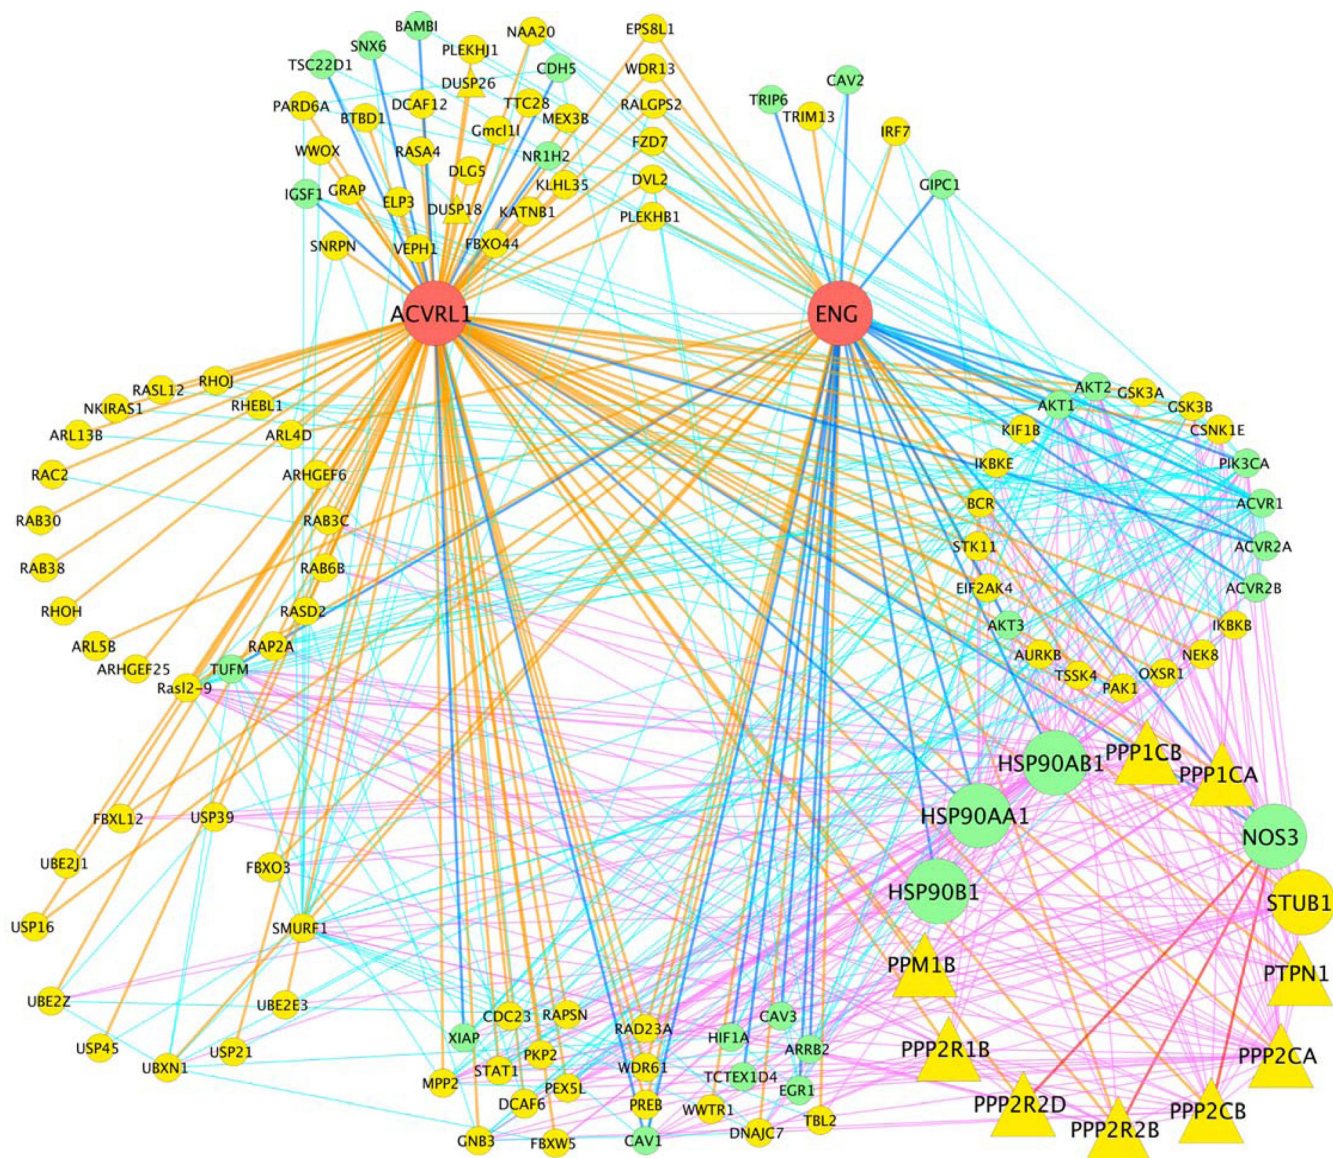 BAMBI
SNX6
TSC22D1
PLEKHJ1
NAA20
EPS8L1
DUSP26
CDH5
WDR13
PARD6A
BTBD1
DCAF12
TTC28
MEX3B
RALGPS2
Gmcl1l
WWOX
RASA4
NR1H2
FZD7
IGSF1
GRAP
ELP3
DLG5
DUSP18
KLHL35
KATNB1
DVL2
PLEKHB1
SNRPN
VEPH1
FBXO44
TRIP6
TRIM13
CAV2
IRF7
GIPC1
ACVRL1
ENG
RASL12
RHOJ
NKIRAS1
RHEBL1
ARL13B
ARL4D
RAC2
ARHGEF6
RAB30
RAB3C
RAB38
RAB6B
RHOH
RASD2
ARL5B
RAP2A
ARHGEF25
TUFM
Rasl2-9
AKT2
AKT1
GSK3A
GSK3B
KIF1B
CSNK1E
IKBKE
PIK3CA
BCR
ACVR1
STK11
ACVR2A
EIF2AK4
ACVR2B
AKT3
IKBKB
AURKB
NEK8
TSSK4
OXSR1
PAK1
HSP90AB1
PPP1CB
PPP1CA
HSP90AA1
NOS3
HSP90B1
STUB1
PPM1B
PTPN1
PPP2R1B
PPP2CA
PPP2R2D
PPP2CB
PPP2R2B
FBXL12
USP39
UBE2J1
FBXO3
USP16
SMURF1
UBE2Z
UBE2E3
USP45
USP21
UBXN1
XIAP
CDC23
RAPSN
RAD23A
HIF1A
CAV3
ARRB2
STAT1
PKP2
WDR61
TCTEX1D4
MPP2
DCAF6
PEX5L
PREB
WWTR1
EGR1
TBL2
GNB3
FBXW5
CAV1
DNAJC7